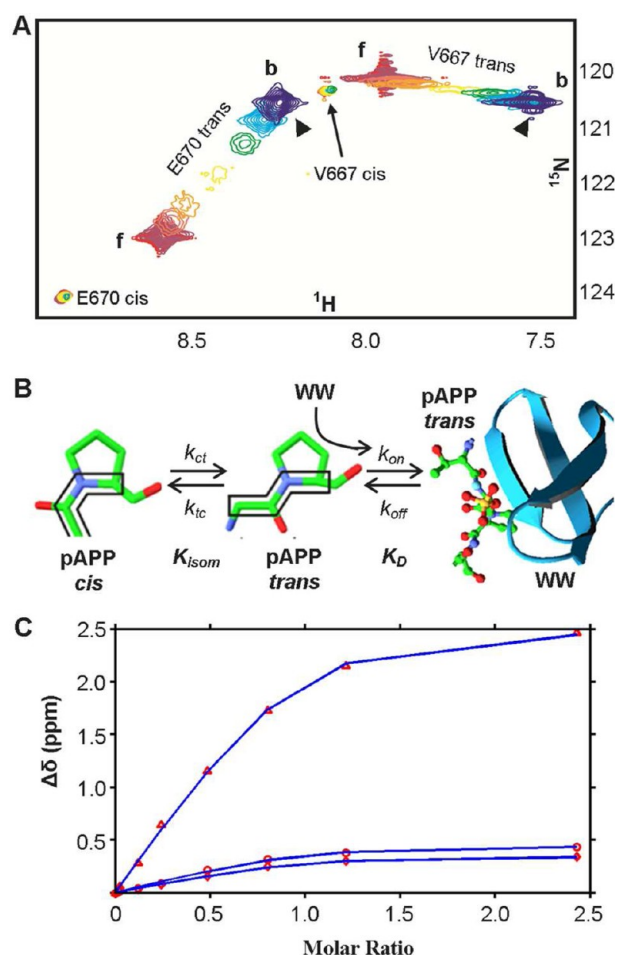 A
f
V667 trans
b
120
b
E670 trans
121
15N
V667 cis
122
f
123
E670 cis
1H
124
8.5
8.0
7.5
B
WW
pAPP
trans
kct
kon
ktc
koff
pAPP
cis
Kisom
pAPP
trans
KD
WW
C
2.5
2.0
1.5
1.0
0.5
Δδ (ppm)
0
0.5
1.0
1.5
2.0
2.5
Molar Ratio